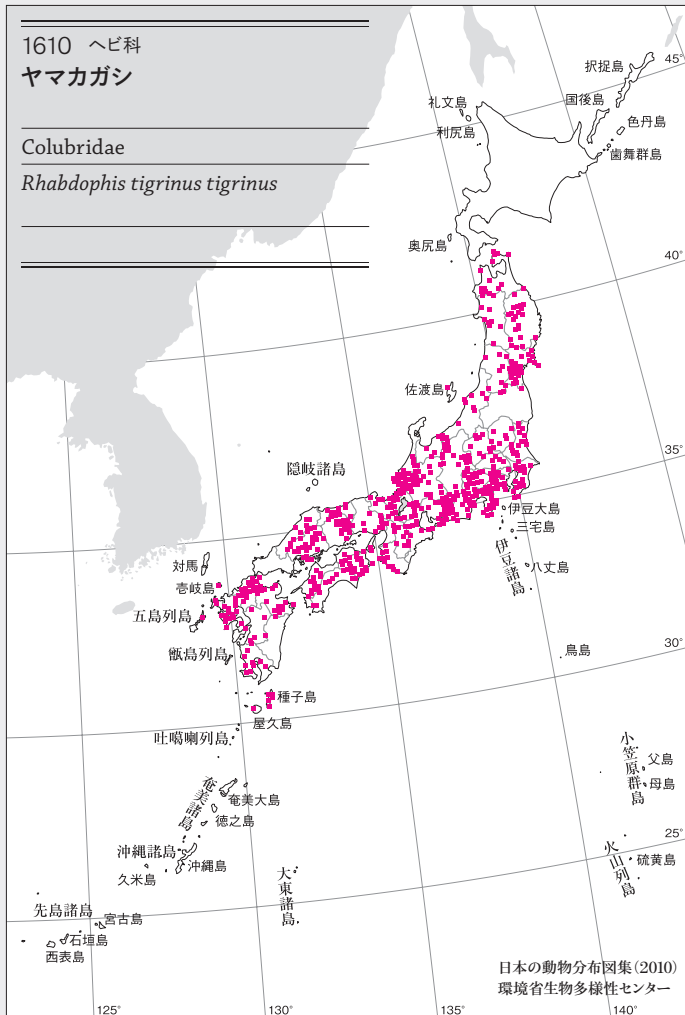 1610 ヘビ科
ヤマカガシ
Colubridae
Rhabdophis tigrinus tigrinus
択捉島
45°
国後島
礼文島
色丹島
利尻島
歯舞群島
奥尻島
40°
佐渡島
35°
隠岐諸島
伊豆大島
三宅島
伊豆諸島
八丈島
対馬
壱岐島
五島列島
甑島列島
鳥島
30°
種子島
屋久島
吐噶喇列島
小笠原群島
父島
母島
奄美諸島
奄美大島
徳之島
25°
沖縄諸島
沖縄島
久米島
火山列島
硫黄島
大東諸島
先島諸島
宮古島
石垣島
西表島
日本の動物分布図集(2010)
環境省生物多様性センター
125°
130°
135°
140°